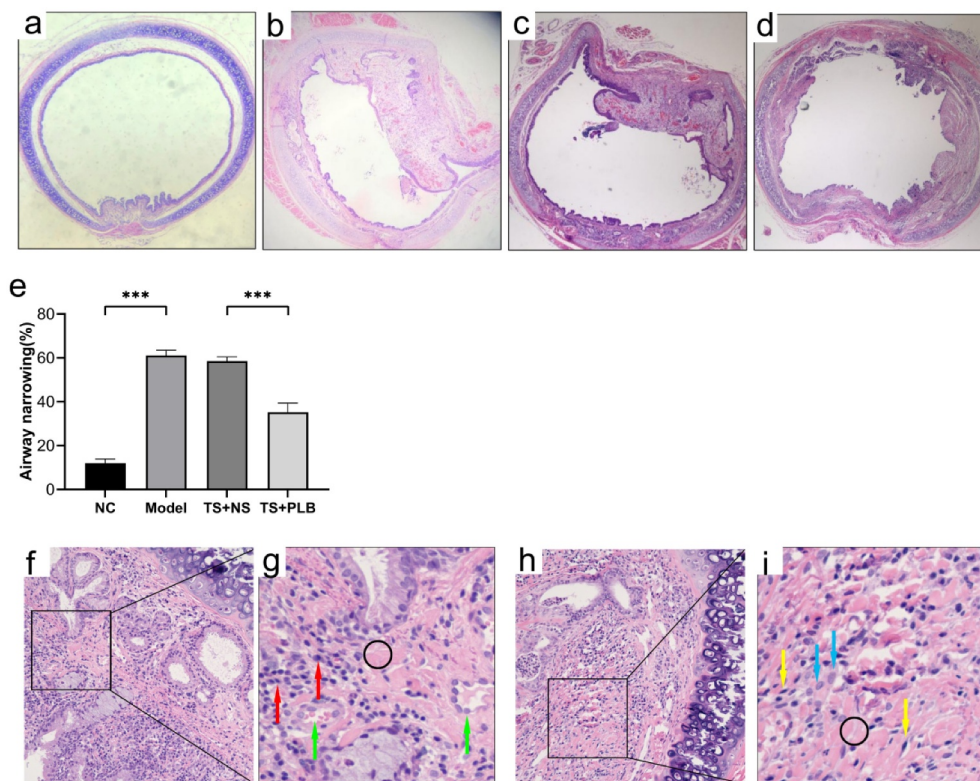 a
b
c
d
e
*** ***
80
60
40
20
0
Airway narrowing(%)
NC Model TS+NS TS+PLB
f
g
h
i